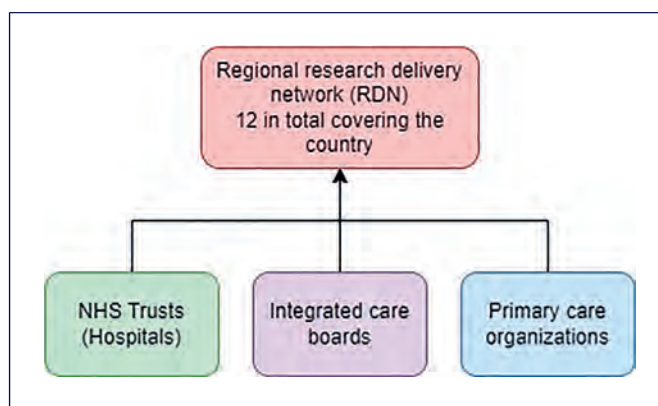 Regional research delivery
network (RDN)
12 in total covering the
country
NHS Trusts
(Hospitals)
Integrated care
boards
Primary care
organizations